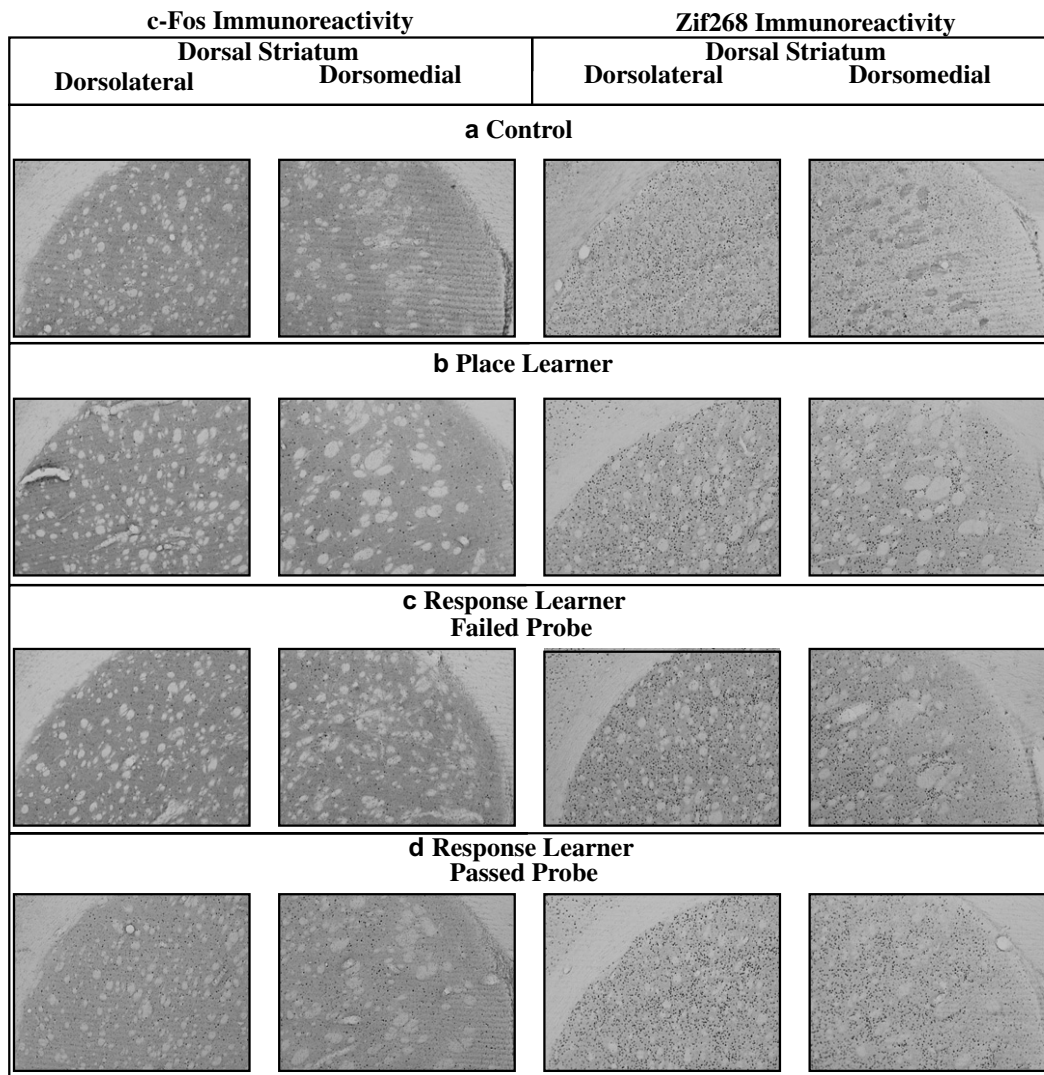 c-Fos Immunoreactivity
Zif268 Immunoreactivity
Dorsal Striatum
Dorsal Striatum
Dorsolateral
Dorsomedial
Dorsolateral
Dorsomedial
a Control
b Place Learner
c Response Learner
Failed Probe
d Response Learner
Passed Probe